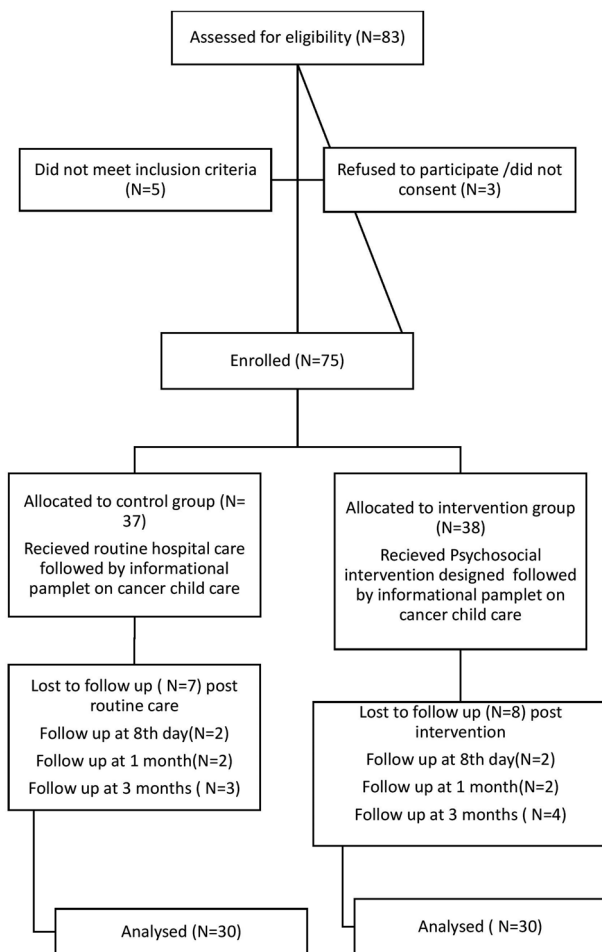 Assessed for eligibility (N=83)
Did not meet inclusion criteria
(N=5)
Refused to participate /did not
consent (N=3)
Enrolled (N=75)
Allocated to control group (N=
37)
Recieved routine hospital care
followed by informational
pamplet on cancer child care
Allocated to intervention group
(N=38)
Recieved Psychosocial
intervention designed followed
by informational pamplet on
cancer child care
Lost to follow up ( N=7) post
routine care
Follow up at 8th day(N=2)
Follow up at 1 month(N=2)
Follow up at 3 months ( N=3)
Lost to follow up (N=8) post
intervention
Follow up at 8th day(N=2)
Follow up at 1 month(N=2)
Follow up at 3 months ( N=4)
Analysed (N=30)
Analysed ( N=30)